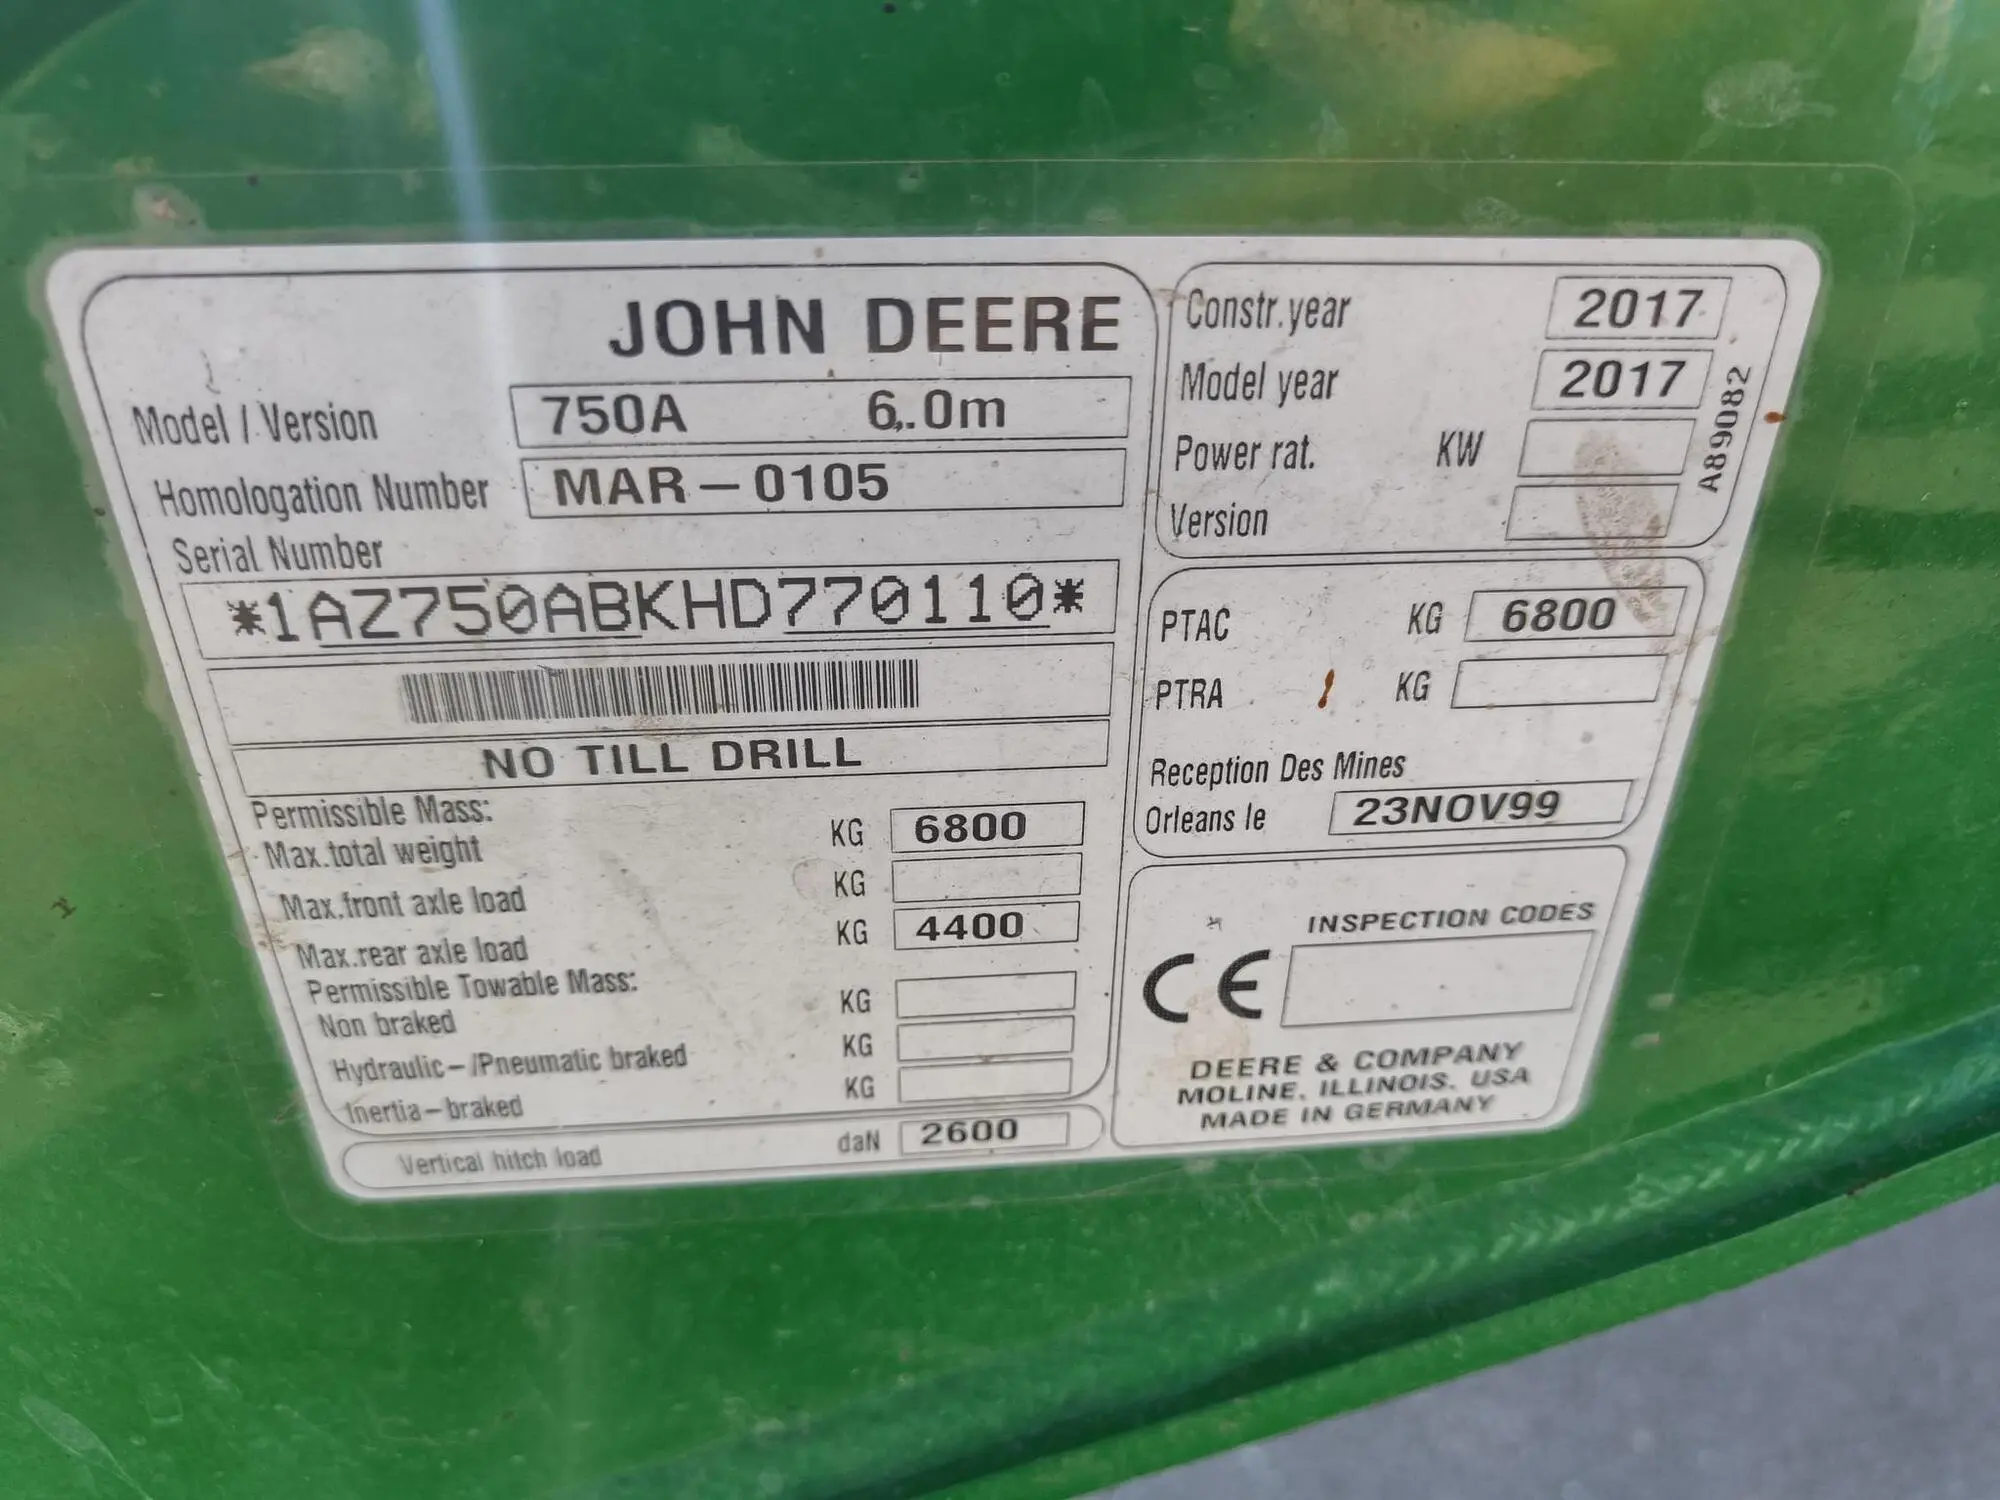 JOHN DEERE
Model / Version 750A 6.0m
Homologation Number MAR-0105
Serial Number
*1AZ750ABKHD770110*
NO TILL DRILL
Permissible Mass:
Max.total weight KG 6800
Max.front axle load KG
Max.rear axle load KG 4400
Permissible Towable Mass:
Non braked KG
Hydraulic-/Pneumatic braked KG
Inertia-braked KG
Vertical hitch load daN 2600
Constr.year 2017
Model year 2017
Power rat. KW
Version
A89082
PTAC KG 6800
PTRA KG
Reception Des Mines
Orleans le 23NOV99
INSPECTION CODES
CE
DEERE & COMPANY
MOLINE, ILLINOIS. USA
MADE IN GERMANY